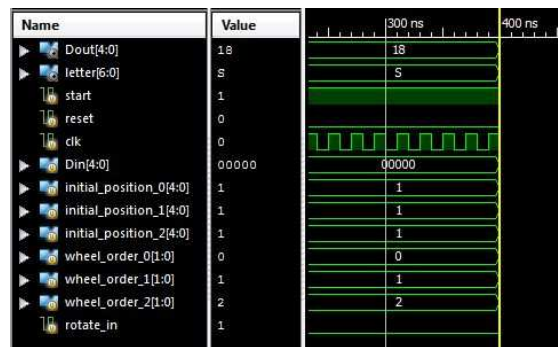 Name Value 300 ns 400 ns
Dout[4:0] 18 18
letter[6:0] S S
start 1
reset 0
clk 0
Din[4:0] 00000 00000
initial_position_0[4:0] 1 1
initial_position_1[4:0] 1 1
initial_position_2[4:0] 1 1
wheel_order_0[1:0] 0 0
wheel_order_1[1:0] 1 1
wheel_order_2[1:0] 2 2
rotate_in 1